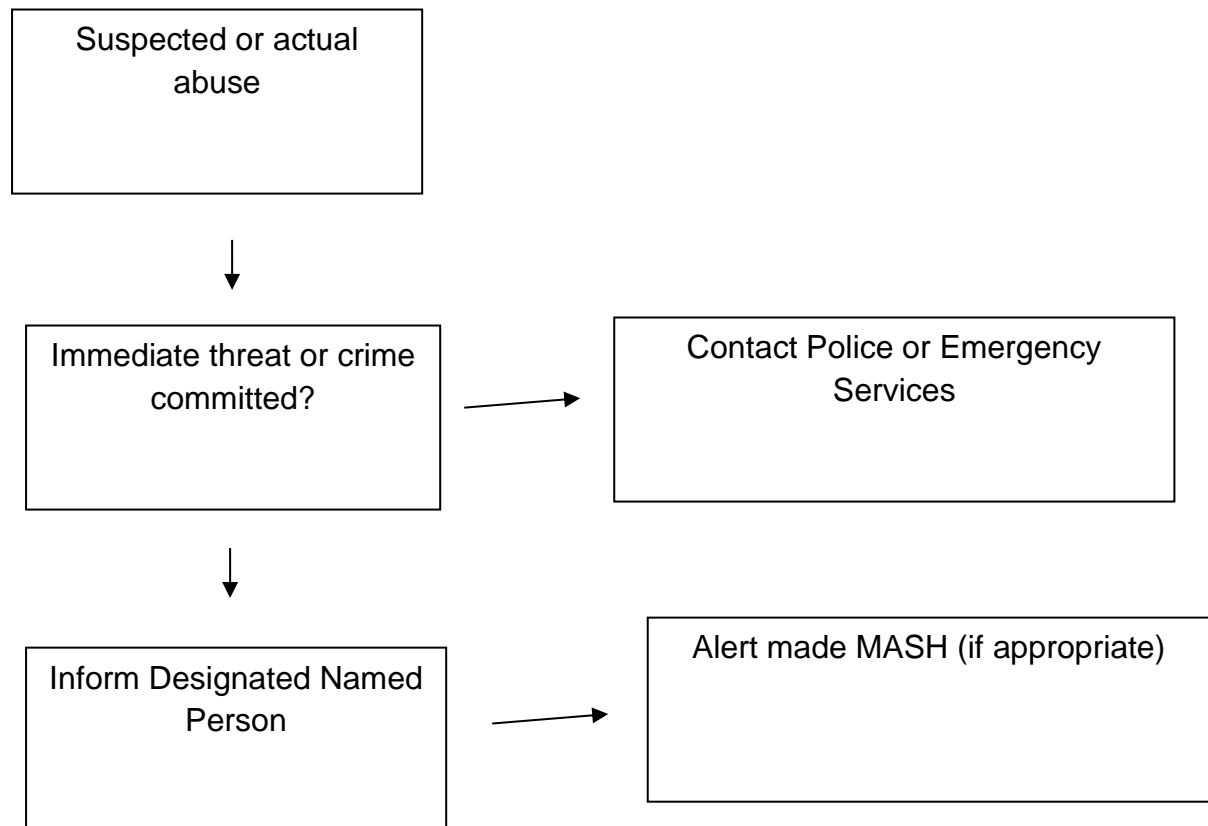 Suspected or actual
abuse
Immediate threat or crime
committed?
Contact Police or Emergency
Services
Inform Designated Named
Person
Alert made MASH (if appropriate)